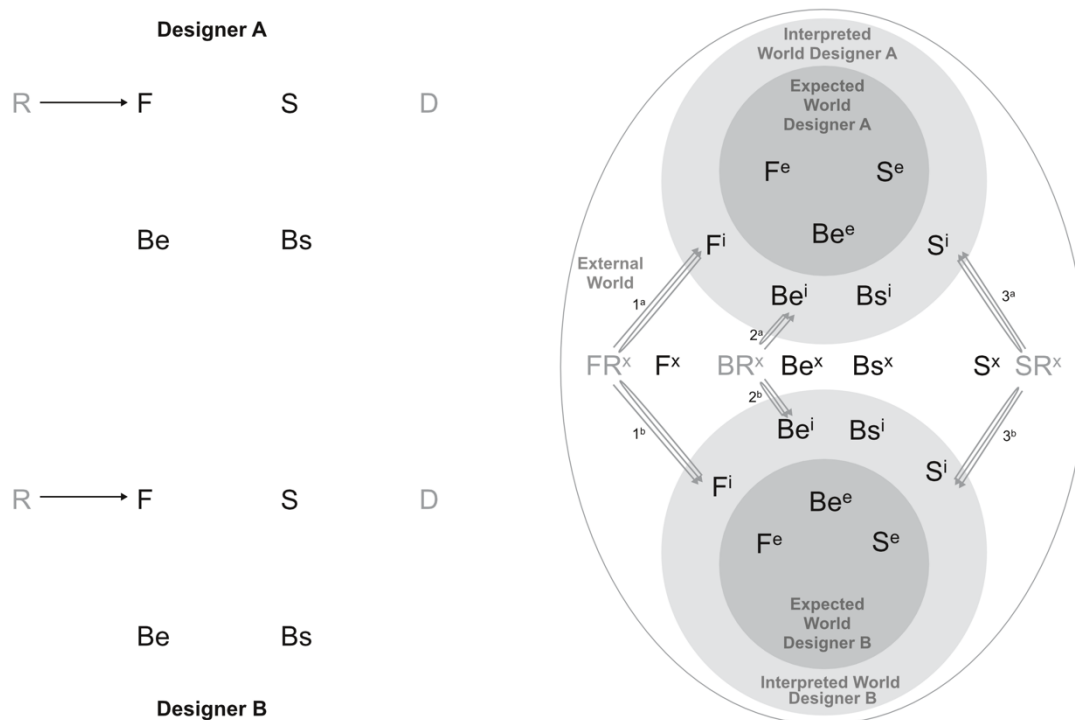 Designer A
R F S D
Be Bs
R F S D
Be Bs
Designer B
Interpreted
World Designer A
Expected
World
Designer A
Fᵉ Sᵉ
Beᵉ
Fⁱ Sⁱ
External
World
Beⁱ Bsⁱ
1ᵃ 3ᵃ
2ᵃ
FRˣ Fˣ BRˣ Beˣ Bsˣ Sˣ SRˣ
2ᵇ
Beⁱ Bsⁱ
1ᵇ 3ᵇ
Fⁱ Sⁱ
Beᵉ
Fᵉ Sᵉ
Expected
World
Designer B
Interpreted World
Designer B